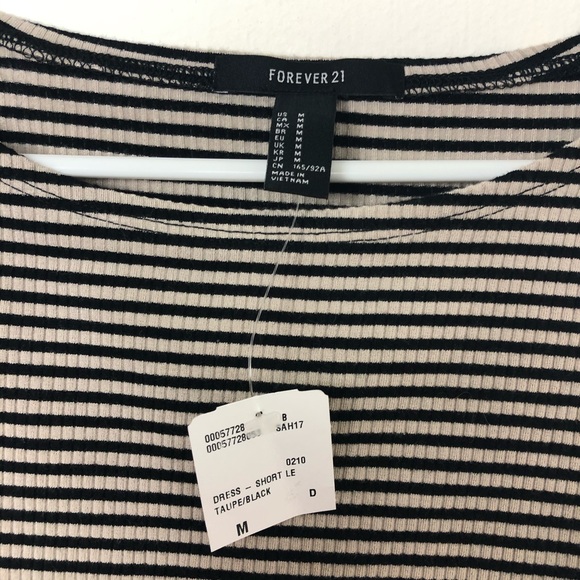 FOREVER 21
US M
CA M
MX M
BR M
EU M
UK M
KR M
JP M
CN 165/92A
MADE IN
VIETNAM
00057728 B
SAH17
0210
DRESS – SHORT LE
TAUPE/BLACK
M D